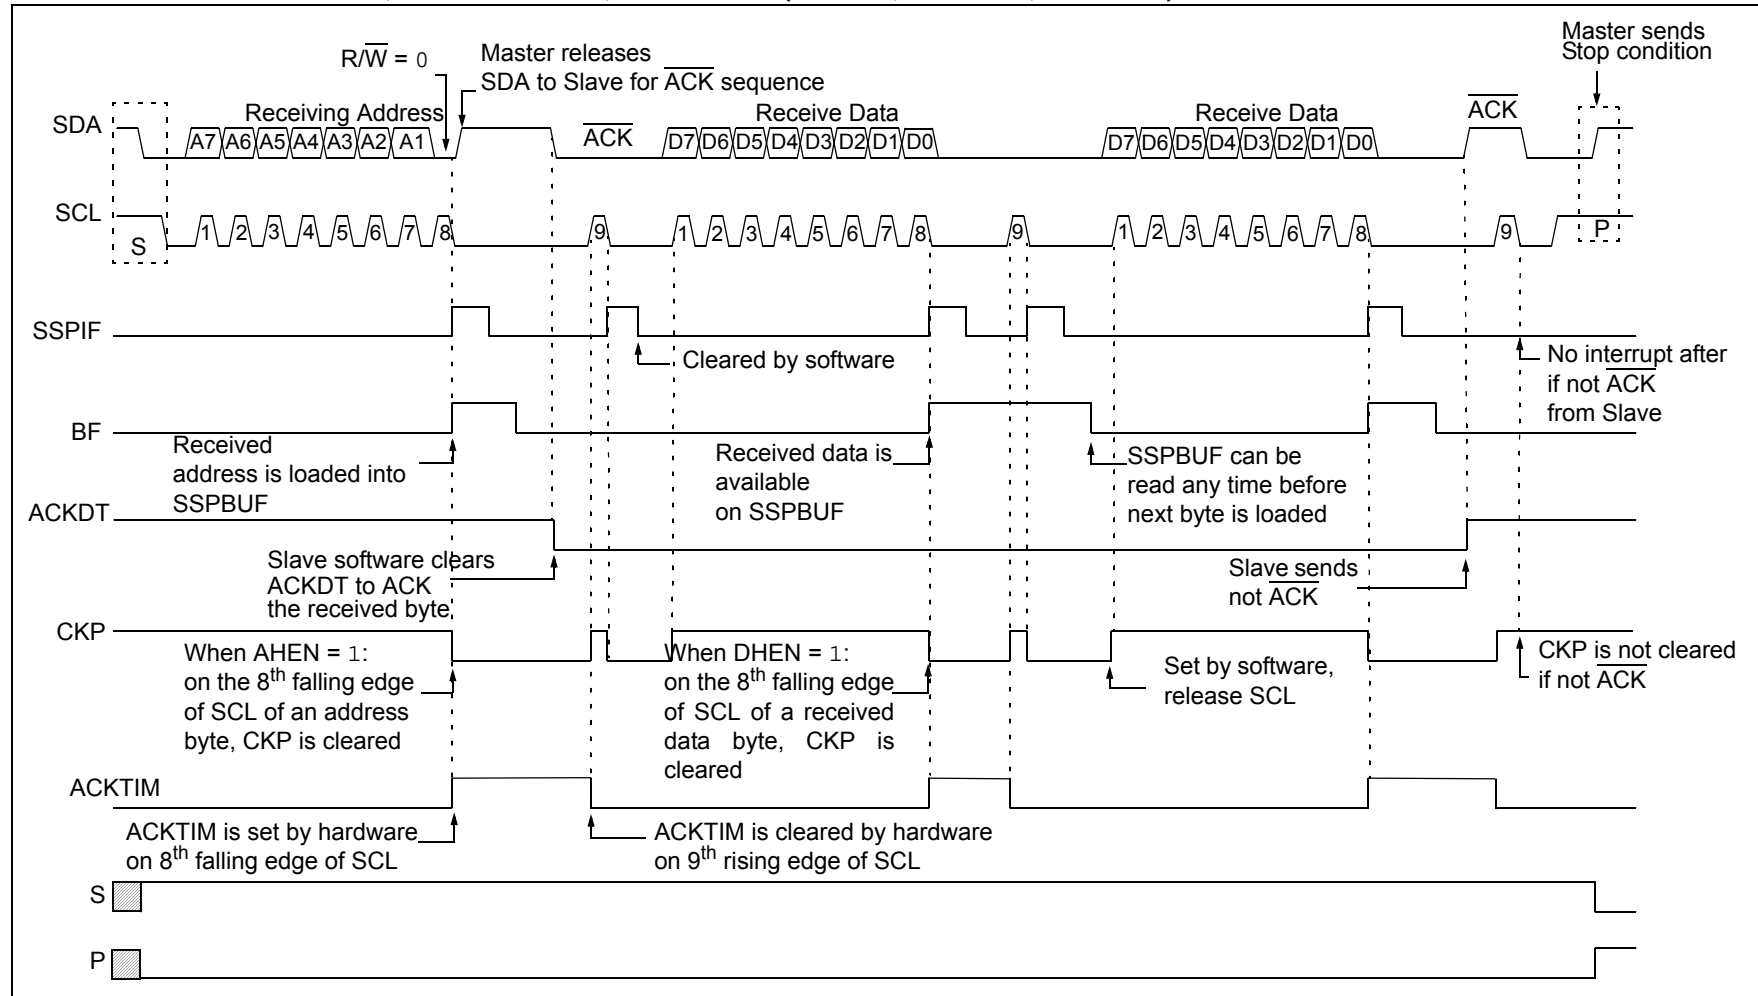 Master sends
Stop condition
R/W = 0
Master releases
SDA to Slave for ACK sequence
Receiving Address
Receive Data
Receive Data
ACK
SDA
A7 A6 A5 A4 A3 A2 A1
ACK
D7 D6 D5 D4 D3 D2 D1 D0
D7 D6 D5 D4 D3 D2 D1 D0
SCL
S
1 2 3 4 5 6 7 8
9
1 2 3 4 5 6 7 8
9
1 2 3 4 5 6 7 8
9
P
SSPIF
Cleared by software
No interrupt after
if not ACK
from Slave
BF
Received
address is loaded into
SSPBUF
Received data is
available
on SSPBUF
SSPBUF can be
read any time before
next byte is loaded
ACKDT
Slave software clears
ACKDT to ACK
the received byte
Slave sends
not ACK
CKP
When AHEN = 1:
on the 8th falling edge
of SCL of an address
byte, CKP is cleared
When DHEN = 1:
on the 8th falling edge
of SCL of a received
data byte, CKP is
cleared
Set by software,
release SCL
CKP is not cleared
if not ACK
ACKTIM
ACKTIM is set by hardware
on 8th falling edge of SCL
ACKTIM is cleared by hardware
on 9th rising edge of SCL
S
P